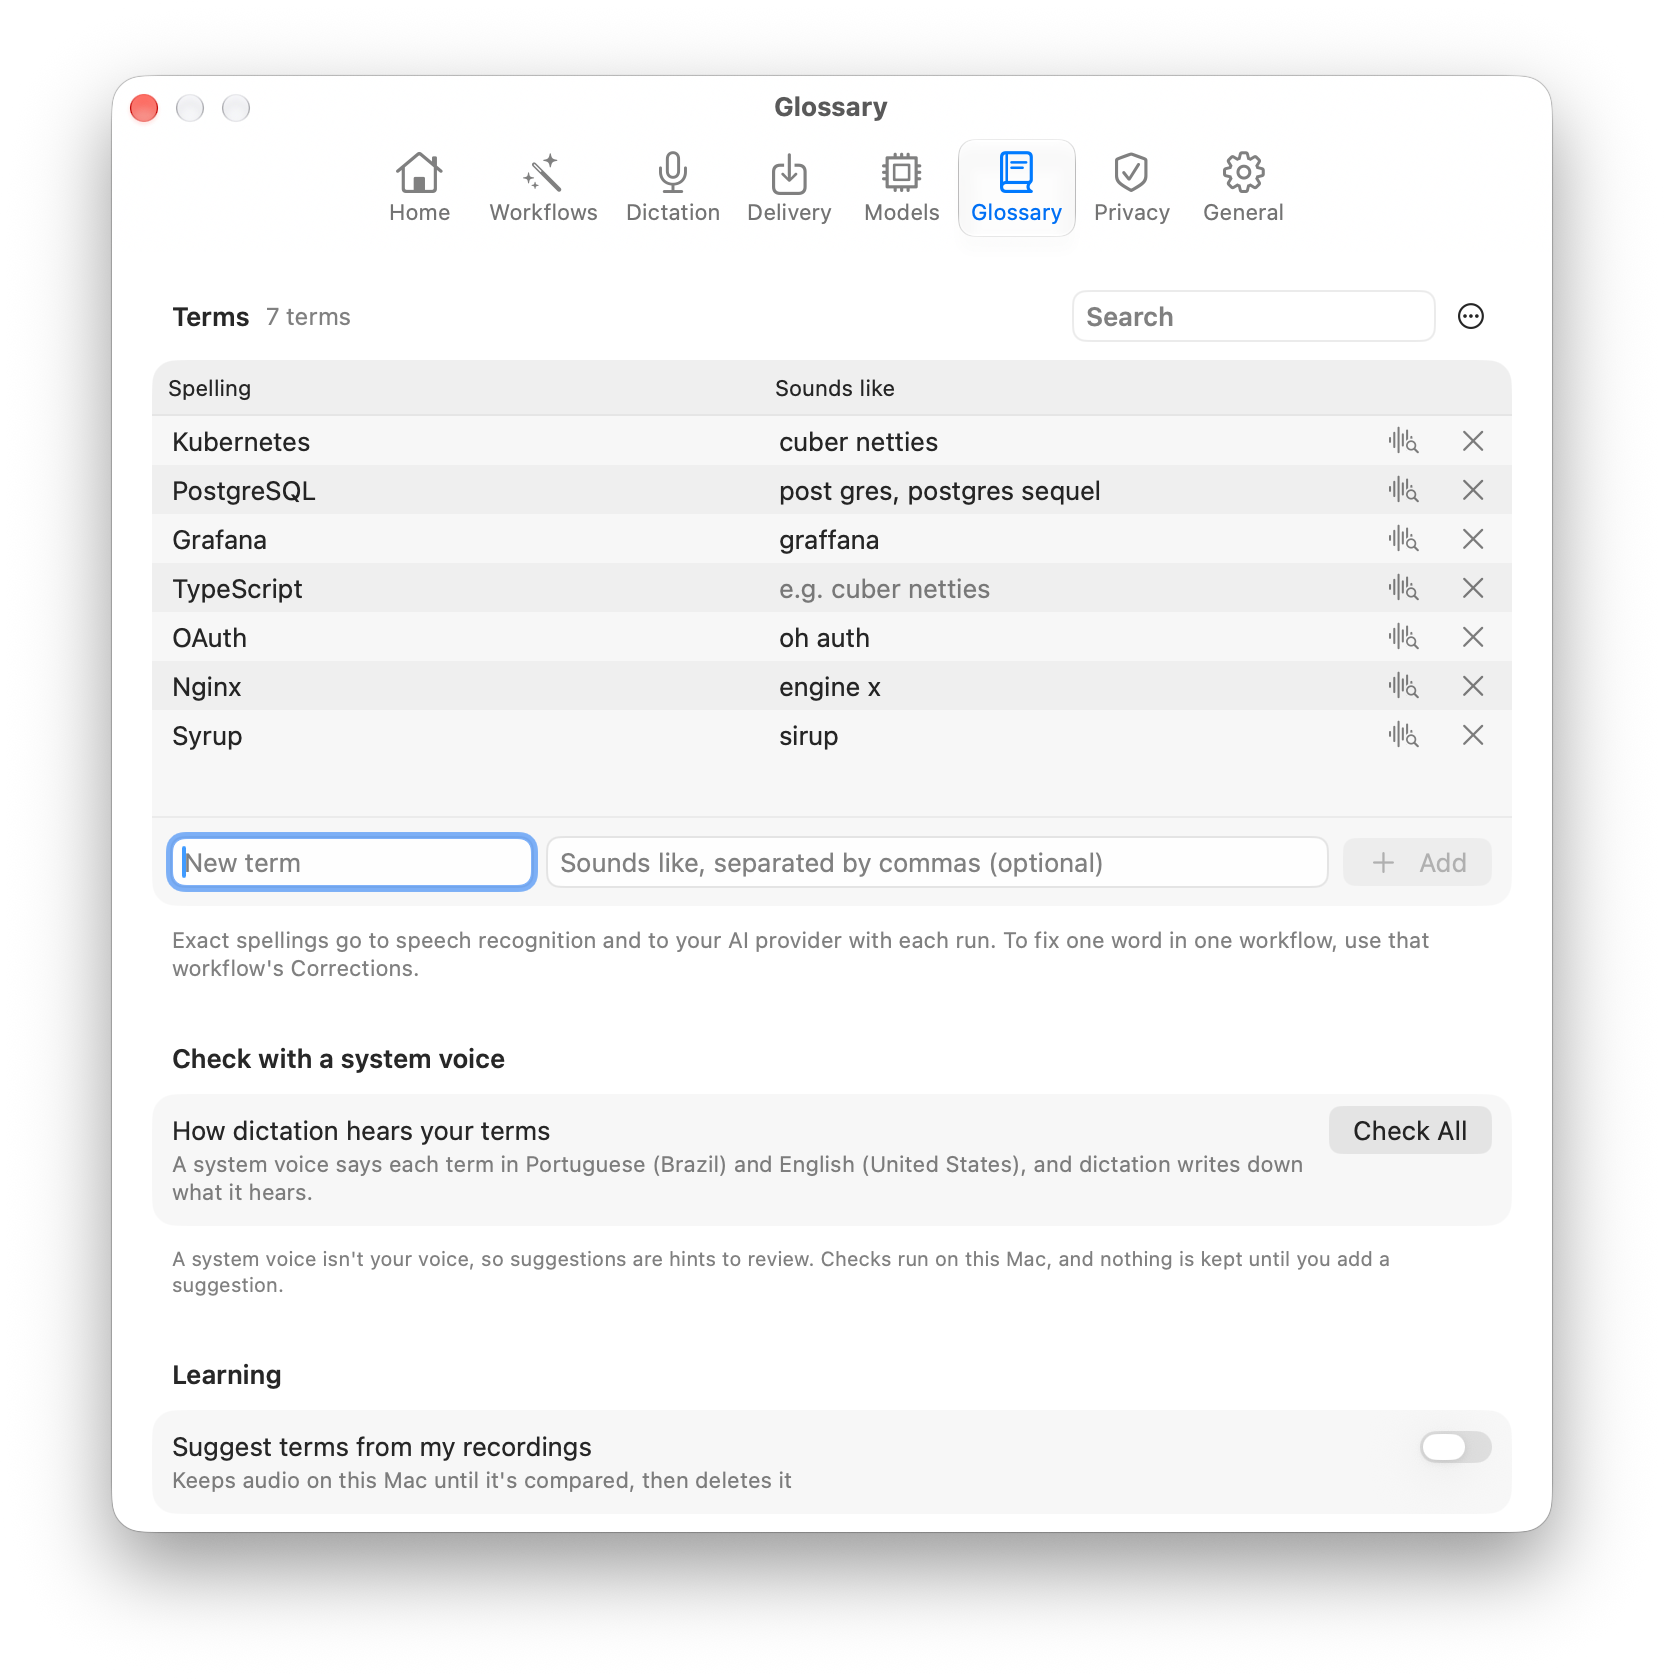 Glossary
Home Workflows Dictation Delivery Models Glossary Privacy General
Terms 7 terms Search
Spelling Sounds like
Kubernetes cuber netties
PostgreSQL post gres, postgres sequel
Grafana graffana
TypeScript e.g. cuber netties
OAuth oh auth
Nginx engine x
Syrup sirup
New term Sounds like, separated by commas (optional) + Add
Exact spellings go to speech recognition and to your AI provider with each run. To fix one word in one workflow, use that
workflow's Corrections.
Check with a system voice
How dictation hears your terms Check All
A system voice says each term in Portuguese (Brazil) and English (United States), and dictation writes down
what it hears.
A system voice isn't your voice, so suggestions are hints to review. Checks run on this Mac, and nothing is kept until you add a
suggestion.
Learning
Suggest terms from my recordings
Keeps audio on this Mac until it's compared, then deletes it